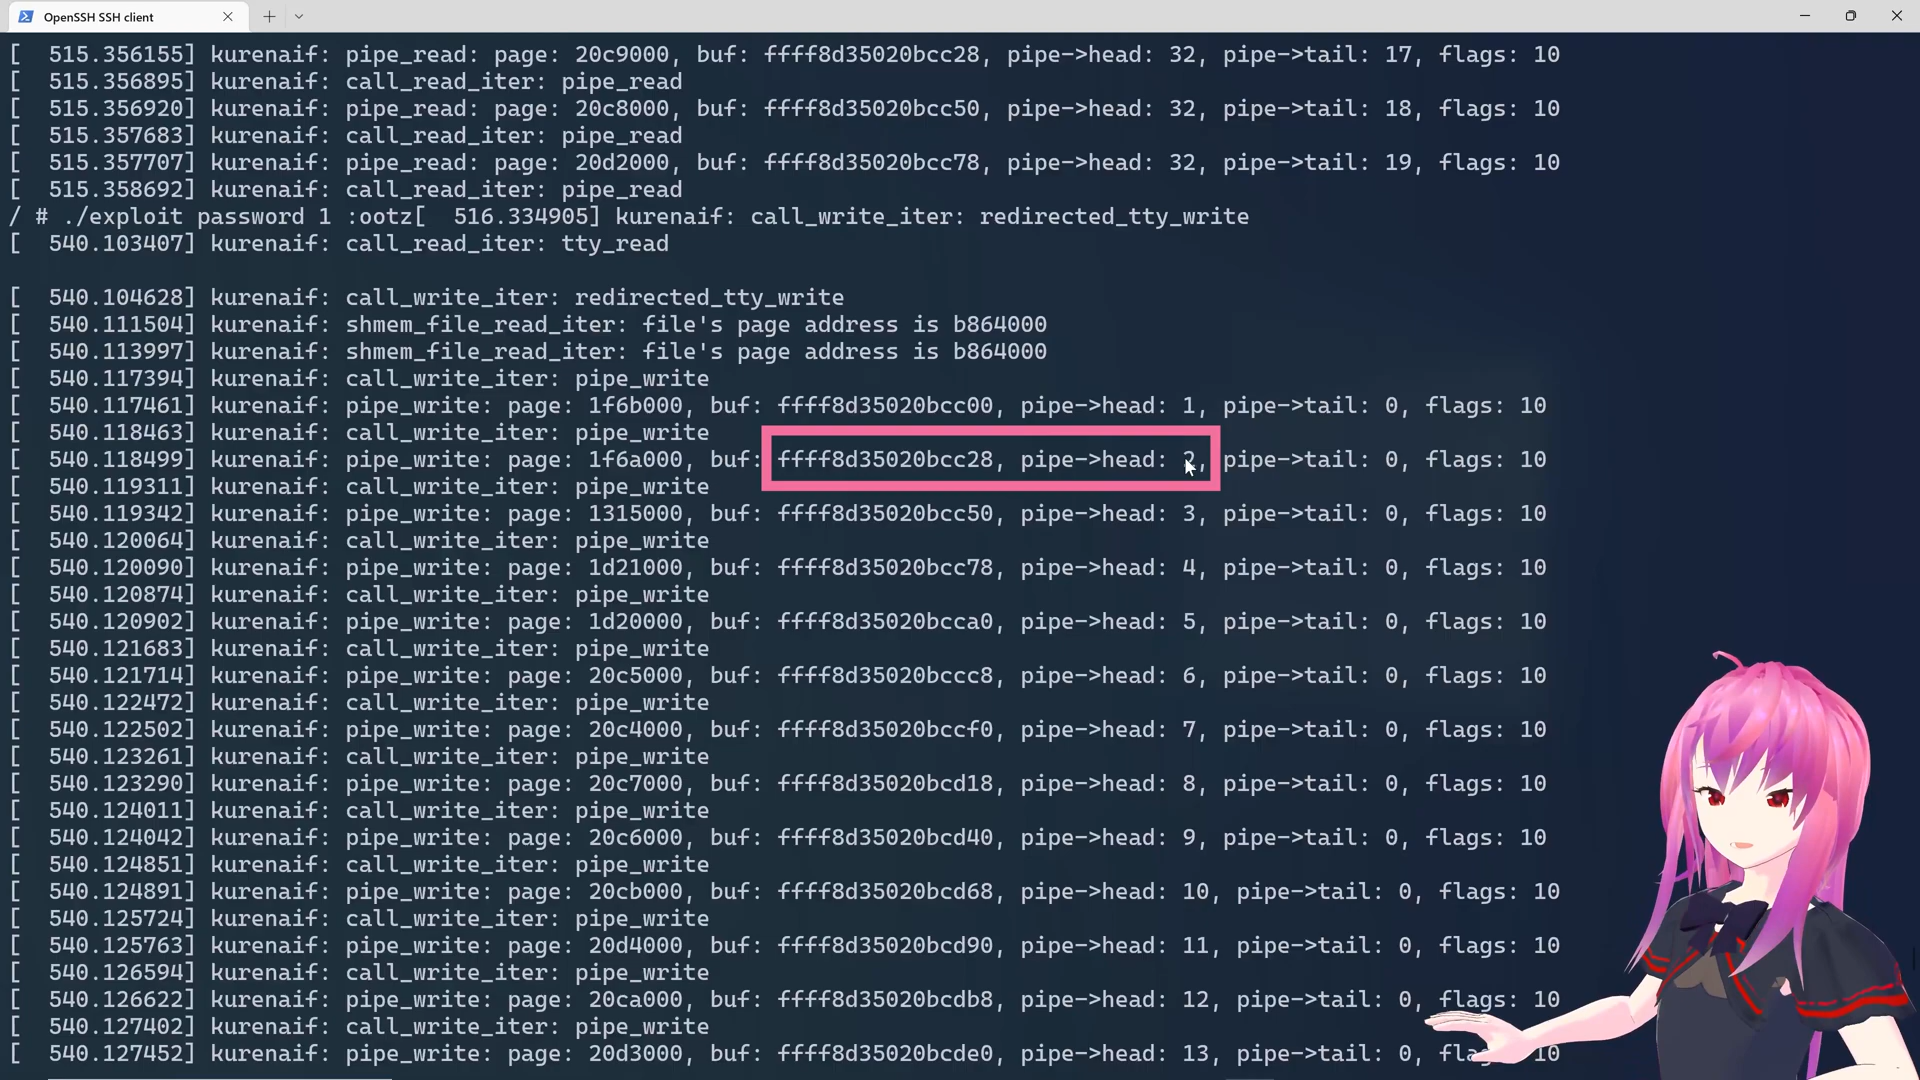 OpenSSH SSH client
[  515.356155] kurenaif: pipe_read: page: 20c9000, buf: ffff8d35020bcc28, pipe->head: 32, pipe->tail: 17, flags: 10
[  515.356895] kurenaif: call_read_iter: pipe_read
[  515.356920] kurenaif: pipe_read: page: 20c8000, buf: ffff8d35020bcc50, pipe->head: 32, pipe->tail: 18, flags: 10
[  515.357683] kurenaif: call_read_iter: pipe_read
[  515.357707] kurenaif: pipe_read: page: 20d2000, buf: ffff8d35020bcc78, pipe->head: 32, pipe->tail: 19, flags: 10
[  515.358692] kurenaif: call_read_iter: pipe_read
/ # ./exploit password 1 :ootz[  516.334905] kurenaif: call_write_iter: redirected_tty_write
[  540.103407] kurenaif: call_read_iter: tty_read
[  540.104628] kurenaif: call_write_iter: redirected_tty_write
[  540.111504] kurenaif: shmem_file_read_iter: file's page address is b864000
[  540.113997] kurenaif: shmem_file_read_iter: file's page address is b864000
[  540.117394] kurenaif: call_write_iter: pipe_write
[  540.117461] kurenaif: pipe_write: page: 1f6b000, buf: ffff8d35020bcc00, pipe->head: 1, pipe->tail: 0, flags: 10
[  540.118463] kurenaif: call_write_iter: pipe_write
[  540.118499] kurenaif: pipe_write: page: 1f6a000, buf: ffff8d35020bcc28, pipe->head: 2, pipe->tail: 0, flags: 10
[  540.119311] kurenaif: call_write_iter: pipe_write
[  540.119342] kurenaif: pipe_write: page: 1315000, buf: ffff8d35020bcc50, pipe->head: 3, pipe->tail: 0, flags: 10
[  540.120064] kurenaif: call_write_iter: pipe_write
[  540.120090] kurenaif: pipe_write: page: 1d21000, buf: ffff8d35020bcc78, pipe->head: 4, pipe->tail: 0, flags: 10
[  540.120874] kurenaif: call_write_iter: pipe_write
[  540.120902] kurenaif: pipe_write: page: 1d20000, buf: ffff8d35020bcca0, pipe->head: 5, pipe->tail: 0, flags: 10
[  540.121683] kurenaif: call_write_iter: pipe_write
[  540.121714] kurenaif: pipe_write: page: 20c5000, buf: ffff8d35020bccc8, pipe->head: 6, pipe->tail: 0, flags: 10
[  540.122472] kurenaif: call_write_iter: pipe_write
[  540.122502] kurenaif: pipe_write: page: 20c4000, buf: ffff8d35020bccf0, pipe->head: 7, pipe->tail: 0, flags: 10
[  540.123261] kurenaif: call_write_iter: pipe_write
[  540.123290] kurenaif: pipe_write: page: 20c7000, buf: ffff8d35020bcd18, pipe->head: 8, pipe->tail: 0, flags: 10
[  540.124011] kurenaif: call_write_iter: pipe_write
[  540.124042] kurenaif: pipe_write: page: 20c6000, buf: ffff8d35020bcd40, pipe->head: 9, pipe->tail: 0, flags: 10
[  540.124851] kurenaif: call_write_iter: pipe_write
[  540.124891] kurenaif: pipe_write: page: 20cb000, buf: ffff8d35020bcd68, pipe->head: 10, pipe->tail: 0, flags: 10
[  540.125724] kurenaif: call_write_iter: pipe_write
[  540.125763] kurenaif: pipe_write: page: 20d4000, buf: ffff8d35020bcd90, pipe->head: 11, pipe->tail: 0, flags: 10
[  540.126594] kurenaif: call_write_iter: pipe_write
[  540.126622] kurenaif: pipe_write: page: 20ca000, buf: ffff8d35020bcdb8, pipe->head: 12, pipe->tail: 0, flags: 10
[  540.127402] kurenaif: call_write_iter: pipe_write
[  540.127452] kurenaif: pipe_write: page: 20d3000, buf: ffff8d35020bcde0, pipe->head: 13, pipe->tail: 0, 10